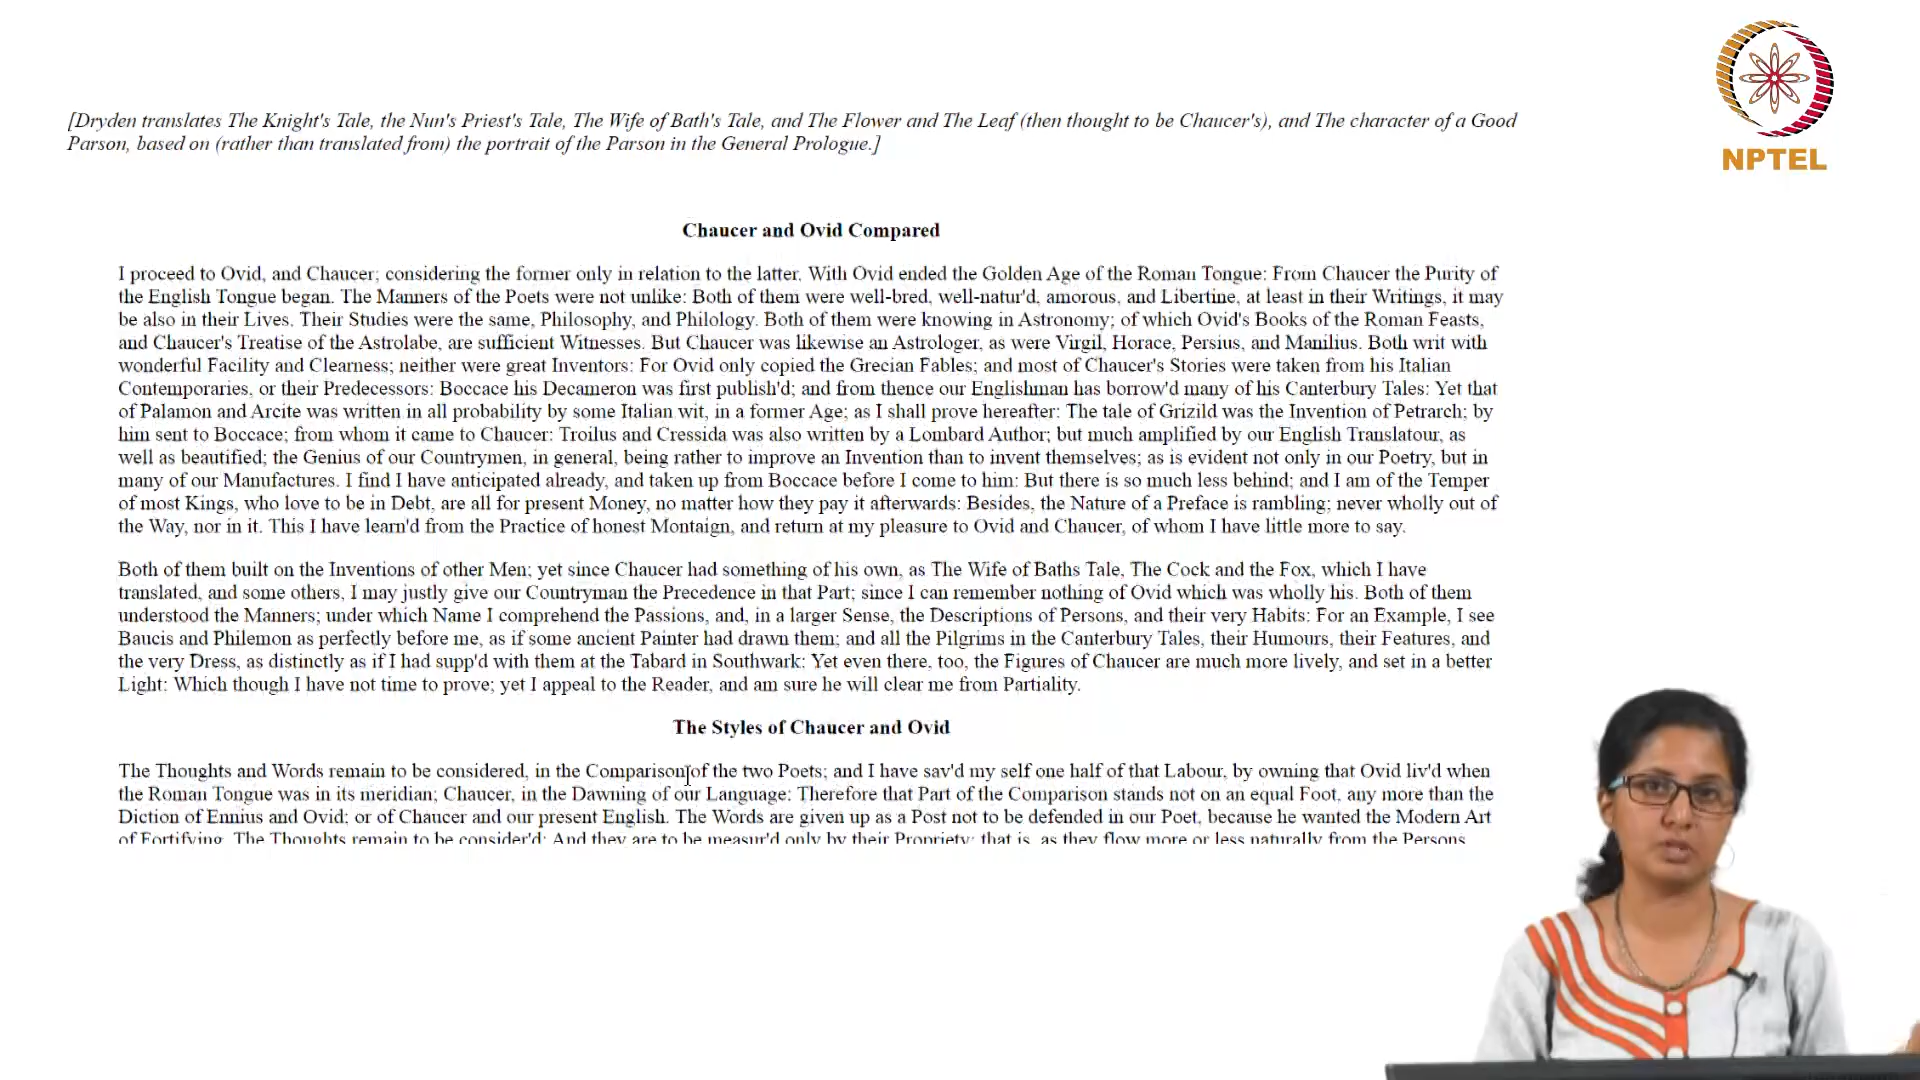 [Dryden translates The Knight's Tale, the Nun's Priest's Tale, The Wife of Bath's Tale, and The Flower and The Leaf (then thought to be Chaucer's), and The character of a Good
Parson, based on (rather than translated from) the portrait of the Parson in the General Prologue.]
NPTEL
Chaucer and Ovid Compared
I proceed to Ovid, and Chaucer; considering the former only in relation to the latter. With Ovid ended the Golden Age of the Roman Tongue: From Chaucer the Purity of
the English Tongue began. The Manners of the Poets were not unlike: Both of them were well-bred, well-natur'd, amorous, and Libertine, at least in their Writings, it may
be also in their Lives. Their Studies were the same, Philosophy, and Philology. Both of them were knowing in Astronomy; of which Ovid's Books of the Roman Feasts,
and Chaucer's Treatise of the Astrolabe, are sufficient Witnesses. But Chaucer was likewise an Astrologer, as were Virgil, Horace, Persius, and Manilius. Both writ with
wonderful Facility and Clearness; neither were great Inventors: For Ovid only copied the Grecian Fables; and most of Chaucer's Stories were taken from his Italian
Contemporaries, or their Predecessors: Boccace his Decameron was first publish'd; and from thence our Englishman has borrow'd many of his Canterbury Tales: Yet that
of Palamon and Arcite was written in all probability by some Italian wit, in a former Age; as I shall prove hereafter: The tale of Grizild was the Invention of Petrarch; by
him sent to Boccace; from whom it came to Chaucer: Troilus and Cressida was also written by a Lombard Author; but much amplified by our English Translatour, as
well as beautified; the Genius of our Countrymen, in general, being rather to improve an Invention than to invent themselves; as is evident not only in our Poetry, but in
many of our Manufactures. I find I have anticipated already, and taken up from Boccace before I come to him: But there is so much less behind; and I am of the Temper
of most Kings, who love to be in Debt, are all for present Money, no matter how they pay it afterwards: Besides, the Nature of a Preface is rambling; never wholly out of
the Way, nor in it. This I have learn'd from the Practice of honest Montaign, and return at my pleasure to Ovid and Chaucer, of whom I have little more to say.
Both of them built on the Inventions of other Men; yet since Chaucer had something of his own, as The Wife of Baths Tale, The Cock and the Fox, which I have
translated, and some others, I may justly give our Countryman the Precedence in that Part; since I can remember nothing of Ovid which was wholly his. Both of them
understood the Manners; under which Name I comprehend the Passions, and, in a larger Sense, the Descriptions of Persons, and their very Habits: For an Example, I see
Baucis and Philemon as perfectly before me, as if some ancient Painter had drawn them; and all the Pilgrims in the Canterbury Tales, their Humours, their Features, and
the very Dress, as distinctly as if I had supp'd with them at the Tabard in Southwark: Yet even there, too, the Figures of Chaucer are much more lively, and set in a better
Light: Which though I have not time to prove; yet I appeal to the Reader, and am sure he will clear me from Partiality.
The Styles of Chaucer and Ovid
The Thoughts and Words remain to be considered, in the Comparison of the two Poets; and I have sav'd my self one half of that Labour, by owning that Ovid liv'd when
the Roman Tongue was in its meridian; Chaucer, in the Dawning of our Language: Therefore that Part of the Comparison stands not on an equal Foot, any more than the
Diction of Ennius and Ovid; or of Chaucer and our present English. The Words are given up as a Post not to be defended in our Poet, because he wanted the Modern Art
of Fortifying. The Thoughts remain to be consider'd: And they are to be measur'd only by their Propriety; that is, as they flow more or less naturally from the Persons